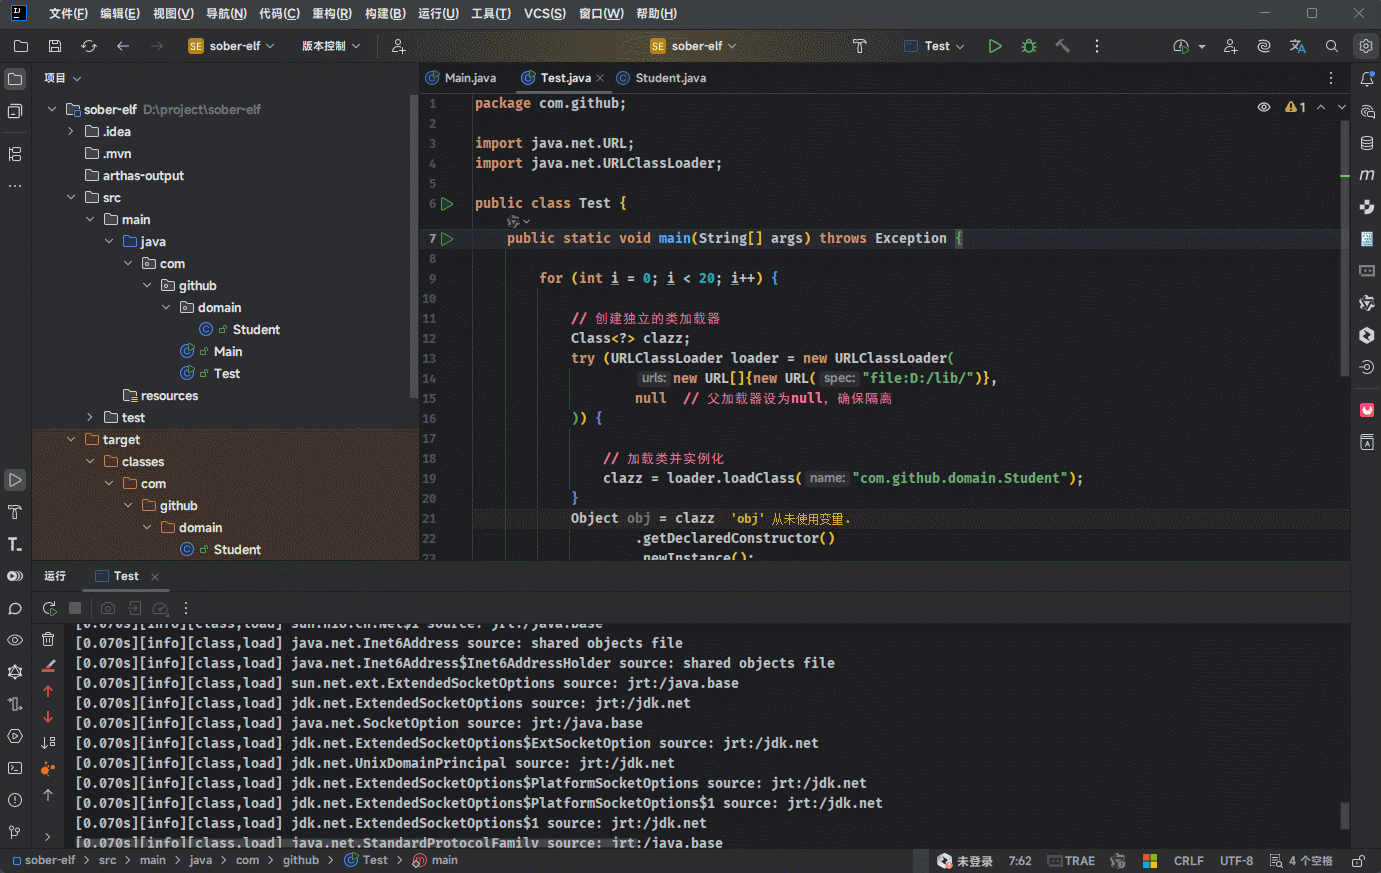 文件(F) 编辑(E) 视图(V) 导航(N) 代码(C) 重构(R) 构建(B) 运行(U) 工具(T) VCS(S) 窗口(W) 帮助(H)
SE sober-elf 版本控制 SE sober-elf Test
项目
Main.java Test.java Student.java
sober-elf D:\project\sober-elf
.idea
.mvn
arthas-output
src
main
java
com
github
domain
Student
Main
Test
resources
test
target
classes
com
github
domain
Student
1 package com.github;
1
2
3 import java.net.URL;
4 import java.net.URLClassLoader;
5
6 public class Test {
7 public static void main(String[] args) throws Exception {
8
9 for (int i = 0; i < 20; i++) {
10
11 // 创建独立的类加载器
12 Class<?> clazz;
13 try (URLClassLoader loader = new URLClassLoader(
14 urls: new URL[]{new URL( spec: "file:D:/lib/")},
15 null // 父加载器设为null，确保隔离
16 )) {
17
18 // 加载类并实例化
19 clazz = loader.loadClass( name: "com.github.domain.Student");
20 }
21 Object obj = clazz 'obj' 从未使用变量.
22 .getDeclaredConstructor()
23 .newInstance();
运行 Test
[0.070s][info][class,load] sun.nio.ch.Net$1 source: jrt:/java.base
[0.070s][info][class,load] java.net.Inet6Address source: shared objects file
[0.070s][info][class,load] java.net.Inet6Address$Inet6AddressHolder source: shared objects file
[0.070s][info][class,load] sun.net.ext.ExtendedSocketOptions source: jrt:/java.base
[0.070s][info][class,load] jdk.net.ExtendedSocketOptions source: jrt:/jdk.net
[0.070s][info][class,load] java.net.SocketOption source: jrt:/java.base
[0.070s][info][class,load] jdk.net.ExtendedSocketOptions$ExtSocketOption source: jrt:/jdk.net
[0.070s][info][class,load] jdk.net.UnixDomainPrincipal source: jrt:/jdk.net
[0.070s][info][class,load] jdk.net.ExtendedSocketOptions$PlatformSocketOptions source: jrt:/jdk.net
[0.070s][info][class,load] jdk.net.ExtendedSocketOptions$PlatformSocketOptions$1 source: jrt:/jdk.net
[0.070s][info][class,load] jdk.net.ExtendedSocketOptions$1 source: jrt:/jdk.net
[0.070s][info][class,load] java.net.StandardProtocolFamily source: jrt:/java.base
sober-elf > src > main > java > com > github > Test > main 未登录 7:62 TRAE CRLF UTF-8 4 个空格